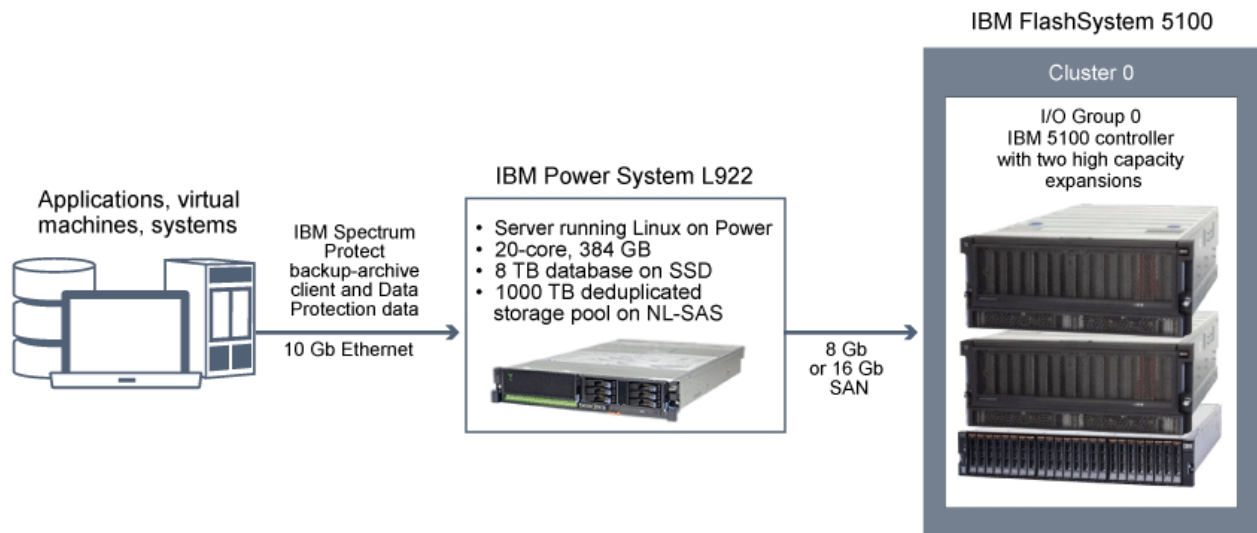 IBM FlashSystem 5100
Cluster 0
I/O Group 0
IBM 5100 controller
with two high capacity
expansions
IBM Power System L922
• Server running Linux on Power
• 20-core, 384 GB
• 8 TB database on SSD
• 1000 TB deduplicated
storage pool on NL-SAS
Applications, virtual
machines, systems
IBM Spectrum
Protect
backup-archive
client and Data
Protection data
10 Gb Ethernet
8 Gb
or 16 Gb
SAN